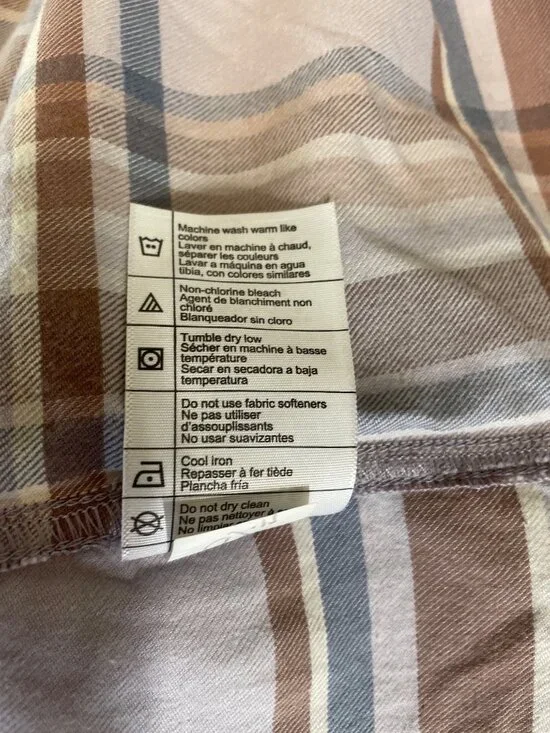 Machine wash warm like
colors
Laver en machine à chaud,
séparer les couleurs
Lavar a máquina en agua
tibia, con colores similares
Non-chlorine bleach
Agent de blanchiment non
chloré
Blanqueador sin cloro
Tumble dry low
Sécher en machine à basse
température
Secar en secadora a baja
temperatura
Do not use fabric softeners
Ne pas utiliser
d'assouplissants
No usar suavizantes
Cool iron
Repasser à fer tiède
Plancha fría
Do not dry clean
Ne pas nettoyer à
No limpiar